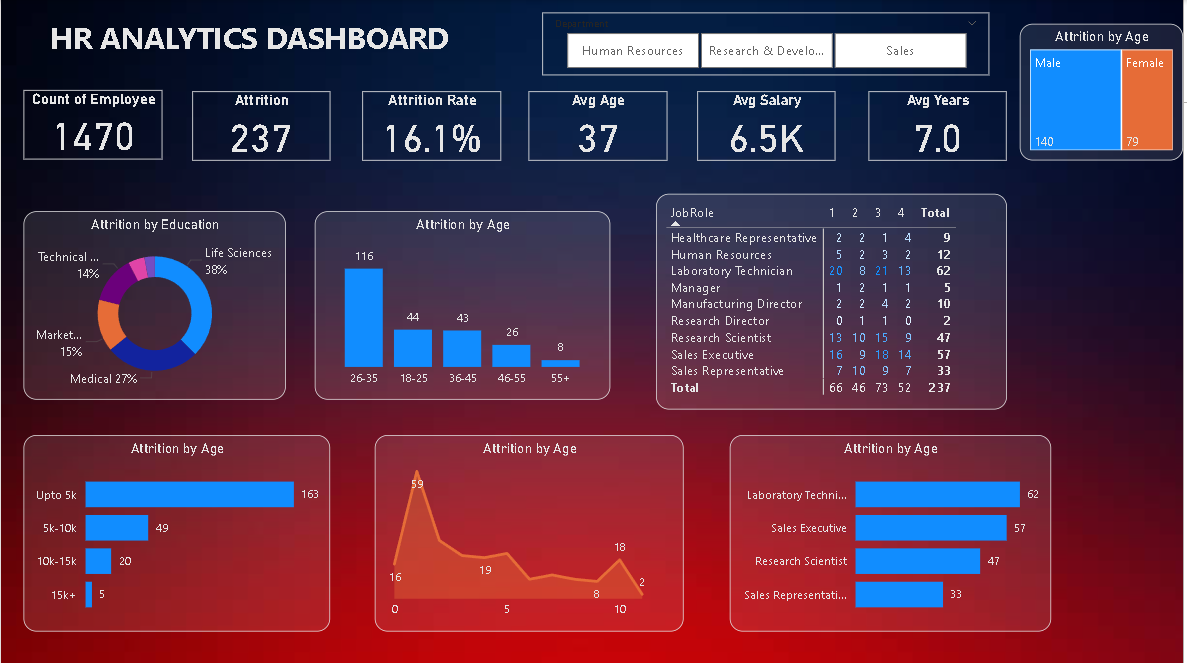 HR ANALYTICS DASHBOARD
Department
Human Resources
Research & Develo...
Sales
Attrition by Age
Male
Female
140
79
Count of Employee
1470
Attrition
237
Attrition Rate
16.1%
Avg Age
37
Avg Salary
6.5K
Avg Years
7.0
Attrition by Education
Life Sciences
38%
Technical ...
14%
Market...
15%
Medical 27%
Attrition by Age
116
44
43
26
8
26-35 18-25 36-45 46-55 55+
JobRole 1 2 3 4 Total
Healthcare Representative 2 2 1 4 9
Human Resources 5 2 3 2 12
Laboratory Technician 20 8 21 13 62
Manager 1 2 1 1 5
Manufacturing Director 2 2 4 2 10
Research Director 0 1 1 0 2
Research Scientist 13 10 15 9 47
Sales Executive 16 9 18 14 57
Sales Representative 7 10 9 7 33
Total 66 46 73 52 237
Attrition by Age
Upto 5k 163
5k-10k 49
10k-15k 20
15k+ 5
Attrition by Age
59
16
19
8
18
2
0 5 10
Attrition by Age
Laboratory Techni... 62
Sales Executive 57
Research Scientist 47
Sales Representati... 33